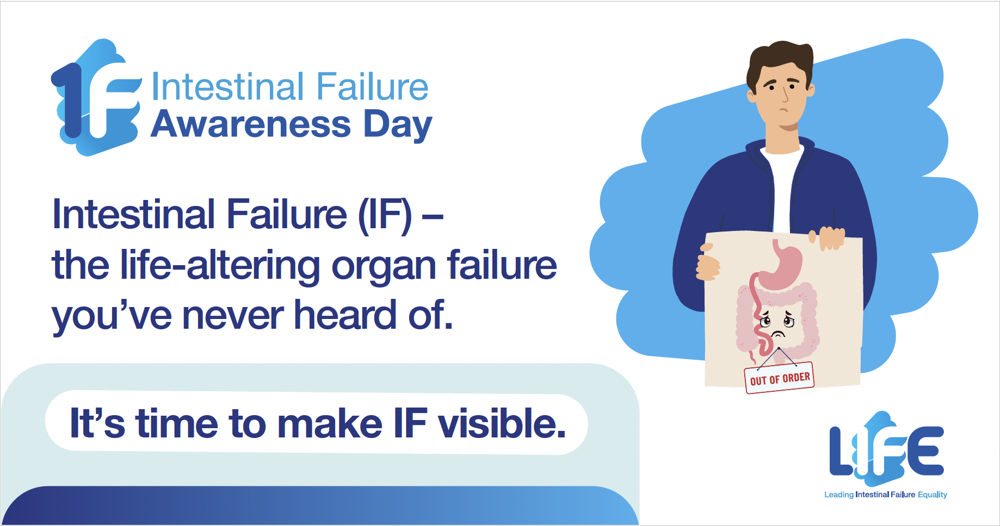 1F
Intestinal Failure
Awareness Day
Intestinal Failure (IF) –
the life-altering organ failure
you’ve never heard of.
OUT OF ORDER
It’s time to make IF visible.
LIFE
Leading Intestinal Failure Equality